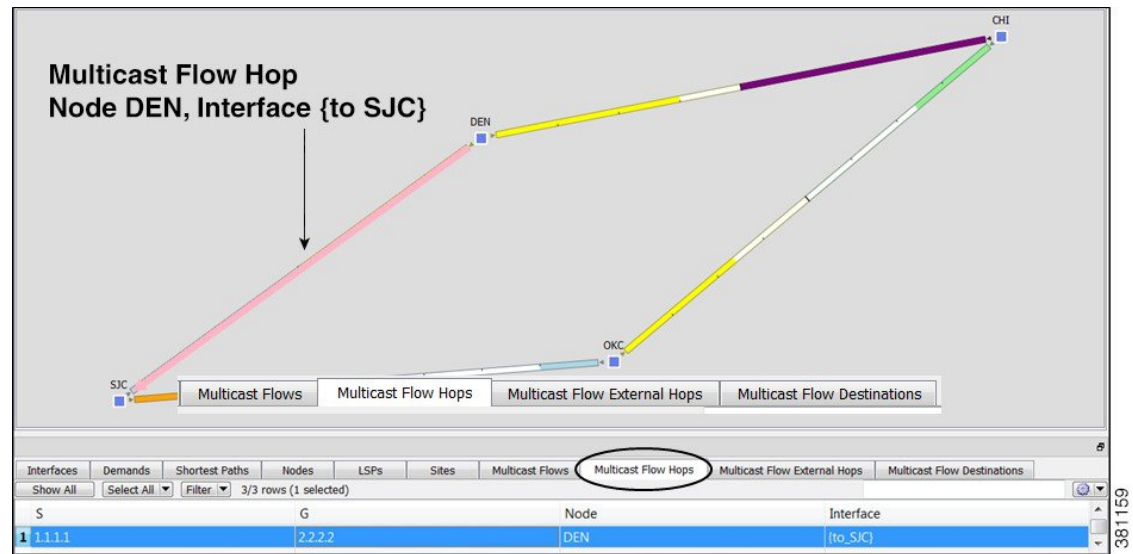 CHI
Multicast Flow Hop
Node DEN, Interface {to SJC}
DEN
OKC
SJC
Multicast Flows Multicast Flow Hops Multicast Flow External Hops Multicast Flow Destinations
Interfaces Demands Shortest Paths Nodes LSPs Sites Multicast Flows Multicast Flow Hops Multicast Flow External Hops Multicast Flow Destinations
Show All Select All Filter 3/3 rows (1 selected)
S G Node Interface
1 1.1.1.1 2.2.2.2 DEN {to_SJC}
381159